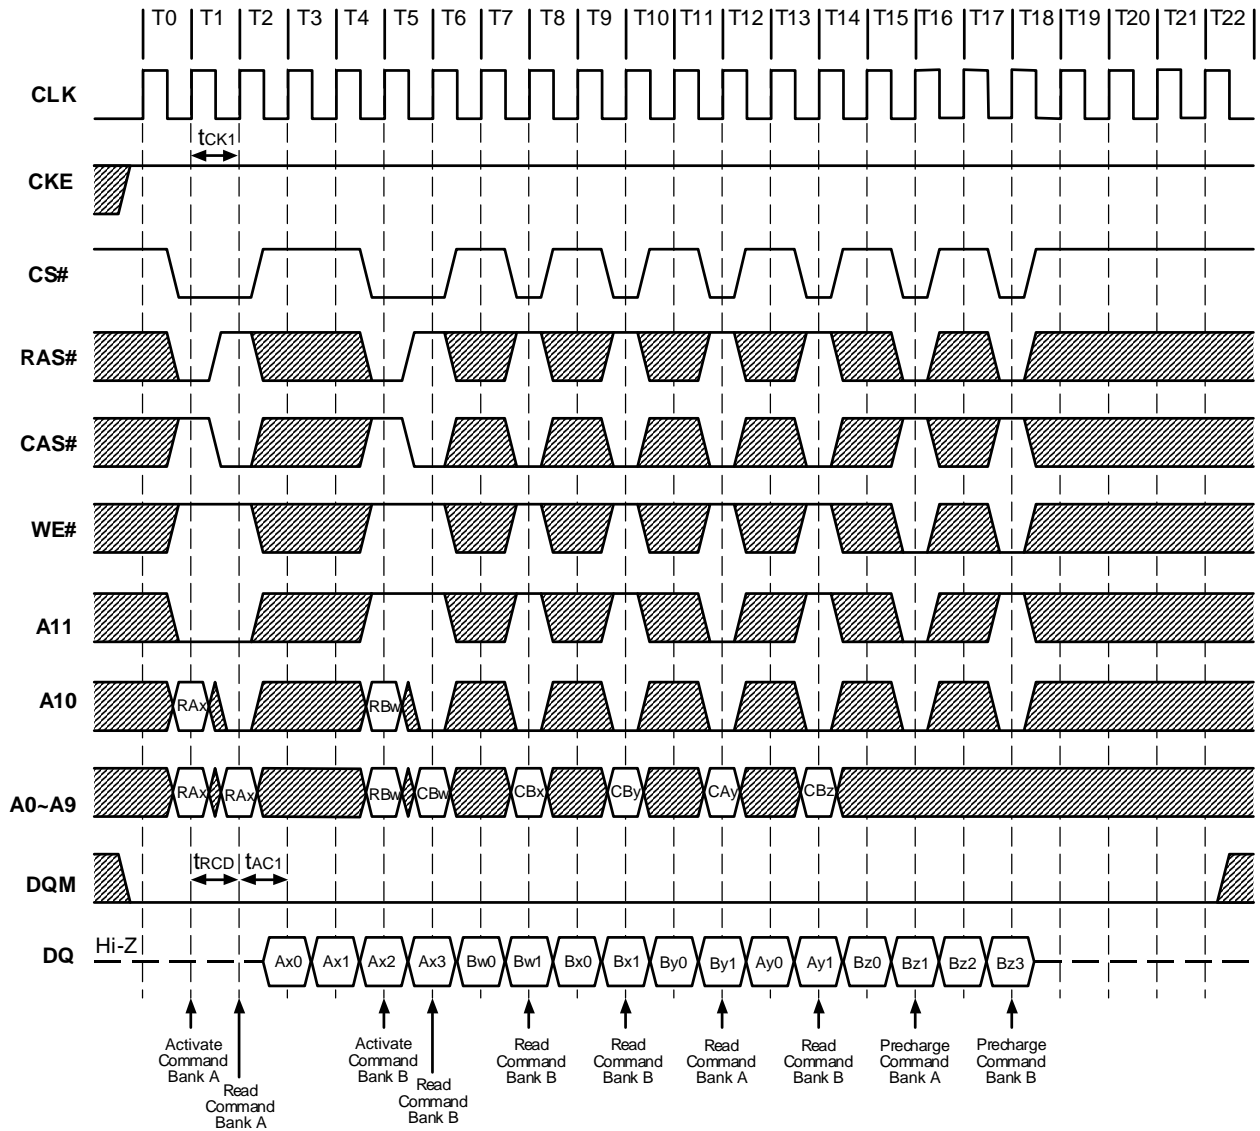 T0 T1 T2 T3 T4 T5 T6 T7 T8 T9 T10 T11 T12 T13 T14 T15 T16 T17 T18 T19 T20 T21 T22
CLK
tCK1
CKE
CS#
RAS#
CAS#
WE#
A11
A10
RAx RBw
A0~A9
RAx RAx RBw CBw CBx CBy CAy CBz
DQM
tRCD tAC1
DQ
Hi-Z
Ax0 Ax1 Ax2 Ax3 Bw0 Bw1 Bx0 Bx1 By0 By1 Ay0 Ay1 Bz0 Bz1 Bz2 Bz3
Activate
Command
Bank A
Read
Command
Bank A
Activate
Command
Bank B
Read
Command
Bank B
Read
Command
Bank B
Read
Command
Bank B
Read
Command
Bank A
Read
Command
Bank B
Precharge
Command
Bank A
Precharge
Command
Bank B